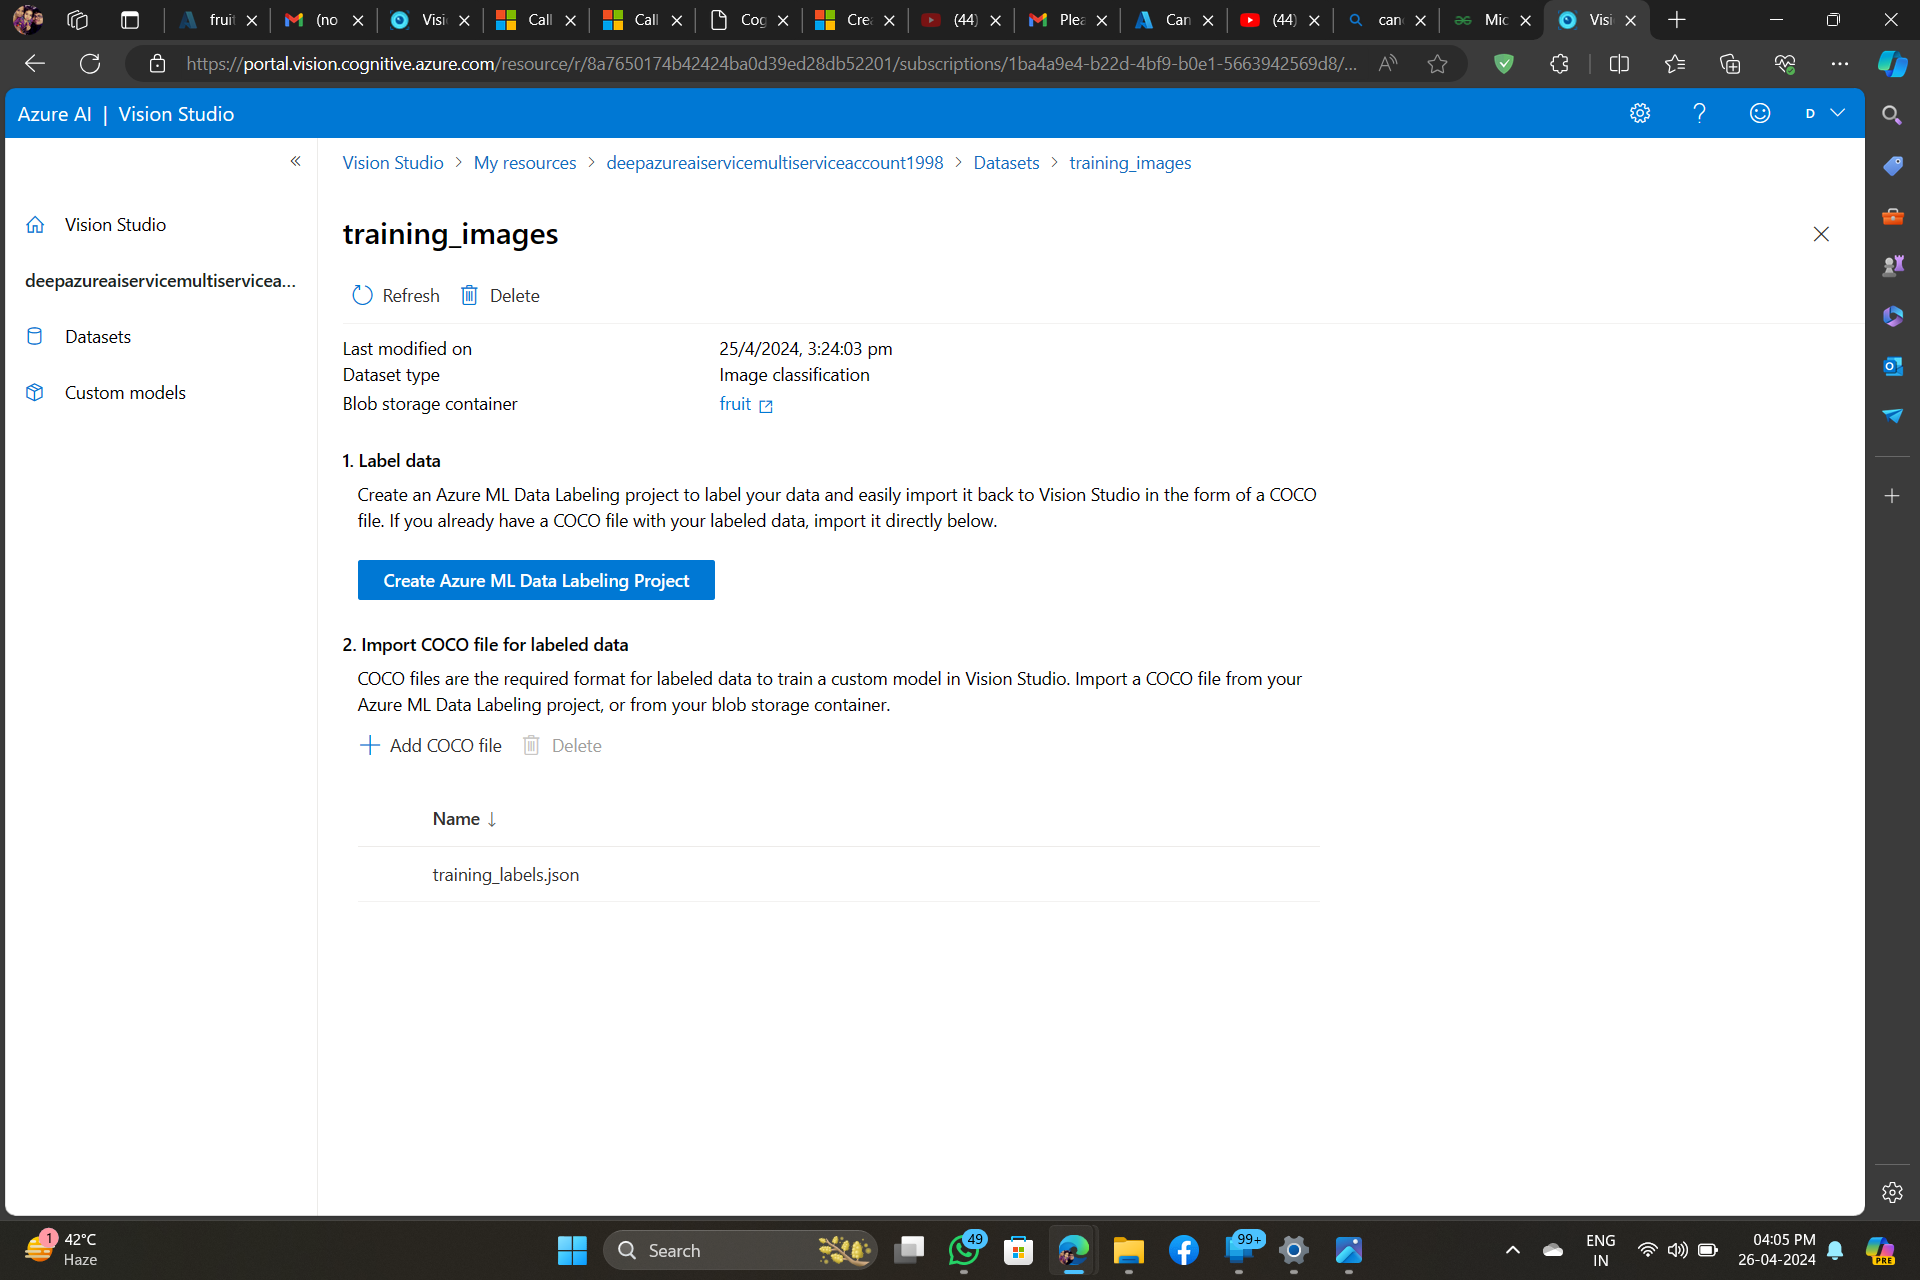 fruit
(no
Visi
Call
Call
Cog
Crea
(44)
Plea
Can
(44)
can
Mic
Visi
https://portal.vision.cognitive.azure.com/resource/r/8a7650174b42424ba0d39ed28db52201/subscriptions/1ba4a9e4-b22d-4bf9-b0e1-5663942569d8/...
Azure AI | Vision Studio
D
Vision Studio > My resources > deepazureaiservicemultiserviceaccount1998 > Datasets > training_images
Vision Studio
deepazureaiservicemultiservicea...
Datasets
Custom models
training_images
Refresh Delete
Last modified on 25/4/2024, 3:24:03 pm
Dataset type Image classification
Blob storage container fruit
1. Label data
Create an Azure ML Data Labeling project to label your data and easily import it back to Vision Studio in the form of a COCO
file. If you already have a COCO file with your labeled data, import it directly below.
Create Azure ML Data Labeling Project
2. Import COCO file for labeled data
COCO files are the required format for labeled data to train a custom model in Vision Studio. Import a COCO file from your
Azure ML Data Labeling project, or from your blob storage container.
Add COCO file Delete
Name ↓
training_labels.json
1
42°C
Haze
Search
49
99+
ENG
IN
04:05 PM
26-04-2024
PRE